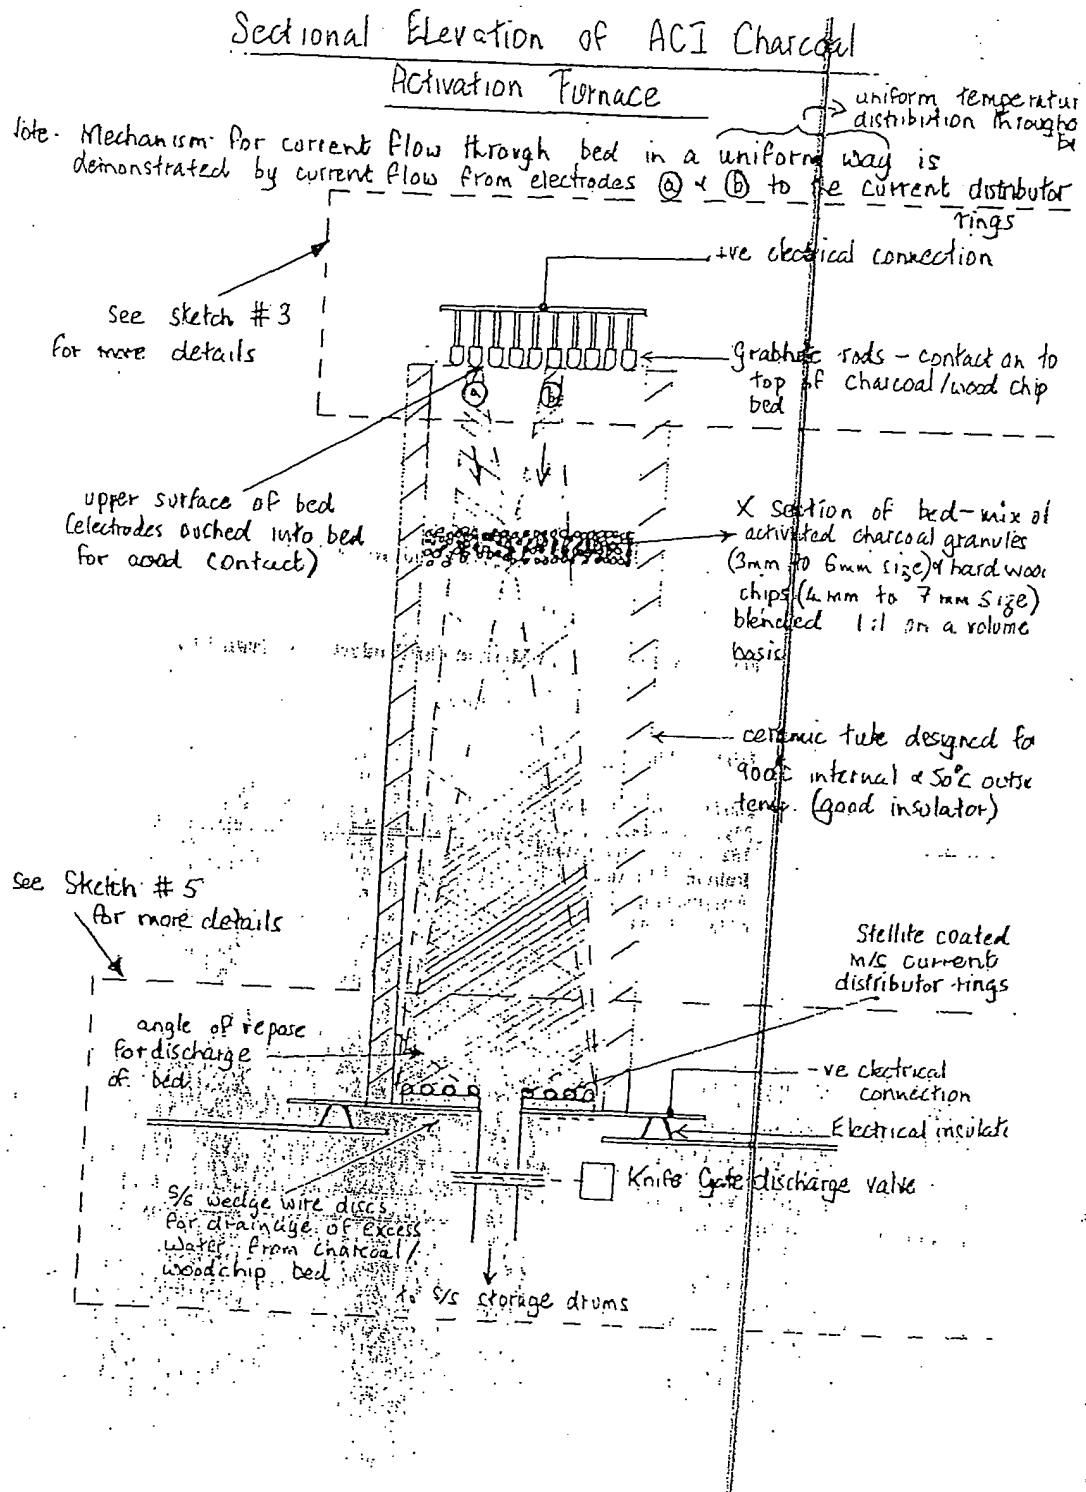 Sectional Elevation of ACI Charcoal
Activation Furnace
uniform temperatur
distribution througho
be
Note- Mechanism for current flow through bed in a uniform way is
demonstrated by current flow from electrodes ⓐ & ⓑ to the current distributor
rings
+ve electrical connection
See sketch #3
for more details
Graphite rods - contact on to
top of charcoal/wood chip
bed
a
b
upper surface of bed
(electrodes pushed into bed
for good contact)
X section of bed-mix of
activated charcoal granules
(3mm to 6mm size) & hard woo
chips (4mm to 7mm size)
blended 1:1 on a volume
basis
ceramic tube designed fo
900°C internal & 50°C outsi
temp. (good insulator)
See Sketch #5
for more details
Stellite coated
m/s current
distributor rings
angle of repose
for discharge
of bed
-ve electrical
connection
Electrical insulato
Knife Gate discharge valve
S/S wedge wire discs
for drainage of excess
water from charcoal/
woodchip bed
to S/S storage drums